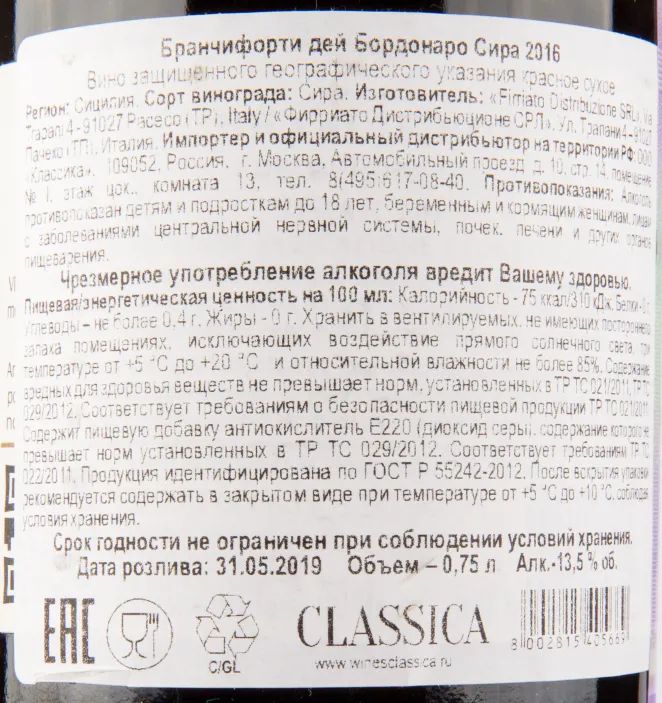 Бранчифорти дей Бордонаро Сира 2016
Вино защищенного географического указания красное сухое
Регион: Сицилия. Сорт винограда: Сира. Изготовитель: «Firriato Distribuzione SRL», Via
Trapani 4 - 91027 Paceco (TP), Italy / «Фирриато Дистрибьюционе СРЛ». Ул. Трапани 4 - 91027
Пачеко (ТП), Италия. Импортер и официальный дистрибьютор на территории РФ: ООО
«Классика», 109052, Россия, г. Москва, Автомобильный проезд, д. 10, стр. 14, помещение
№ I, этаж цок., комната 13, тел. 8(495)617-08-40. Противопоказания: Алкоголь
противопоказан детям и подросткам до 18 лет, беременным и кормящим женщинам, лицам
с заболеваниями центральной нервной системы, почек, печени и других органов
пищеварения.
Чрезмерное употребление алкоголя вредит Вашему здоровью.
Пищевая/энергетическая ценность на 100 мл: Калорийность - 75 ккал/310 кДж. Белки - 0 г.
Углеводы – не более 0.4 г. Жиры - 0 г. Хранить в вентилируемых, не имеющих постороннего
запаха помещениях, исключающих воздействие прямого солнечного света, при
температуре от +5 °C до +20 °C и относительной влажности не более 85%. Содержание
вредных для здоровья веществ не превышает норм, установленных в ТР ТС 021/2011, ТР ТС
029/2012. Соответствует требованиям о безопасности пищевой продукции ТР ТС 021/2011.
Содержит пищевую добавку антиокислитель Е220 (диоксид серы), содержание которого не
превышает норм установленных в ТР ТС 029/2012. Соответствует требованиям ТР ТС
022/2011. Продукция идентифицирована по ГОСТ Р 55242-2012. После вскрытия упаковки
рекомендуется содержать в закрытом виде при температуре от +5 °C до +10 °C, соблюдая
условия хранения.
Срок годности не ограничен при соблюдении условий хранения.
Дата розлива: 31.05.2019 Объем – 0,75 л Алк.-13,5 % об.
EAC
C/GL
CLASSICA
www.winesclassica.ru
8 002815 405669